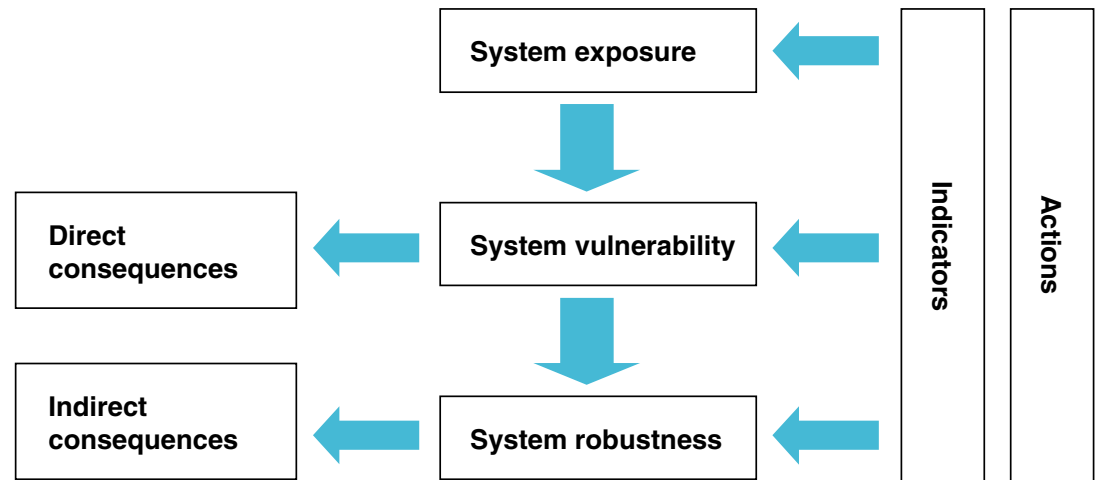 System exposure
Direct
consequences
System vulnerability
Indirect
consequences
System robustness
Indicators
Actions